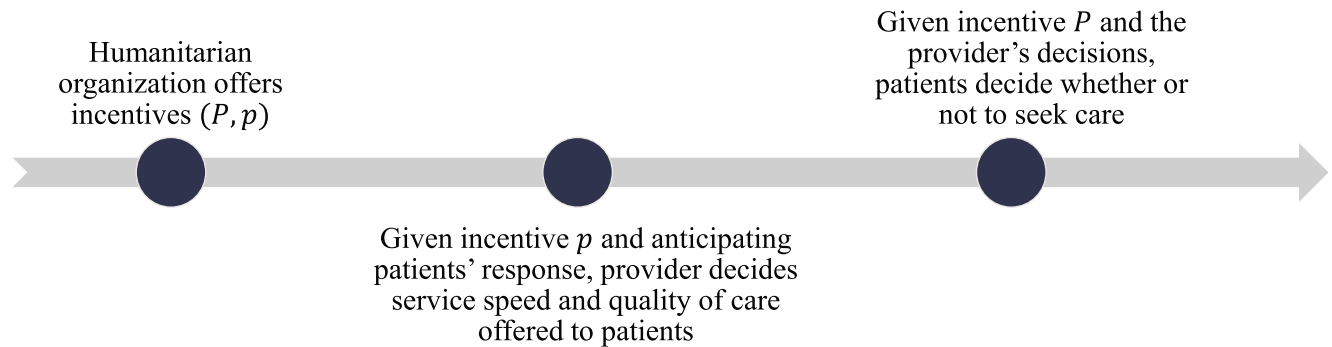 Humanitarian
organization offers
incentives (P, p)
Given incentive p and anticipating
patients’ response, provider decides
service speed and quality of care
offered to patients
Given incentive P and the
provider’s decisions,
patients decide whether or
not to seek care